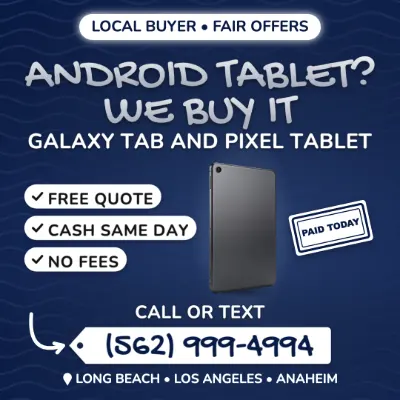 LOCAL BUYER • FAIR OFFERS
ANDROID TABLET?
WE BUY IT
GALAXY TAB AND PIXEL TABLET
✓ FREE QUOTE
✓ CASH SAME DAY
✓ NO FEES
PAID TODAY
CALL OR TEXT
(562) 999-4994
LONG BEACH • LOS ANGELES • ANAHEIM